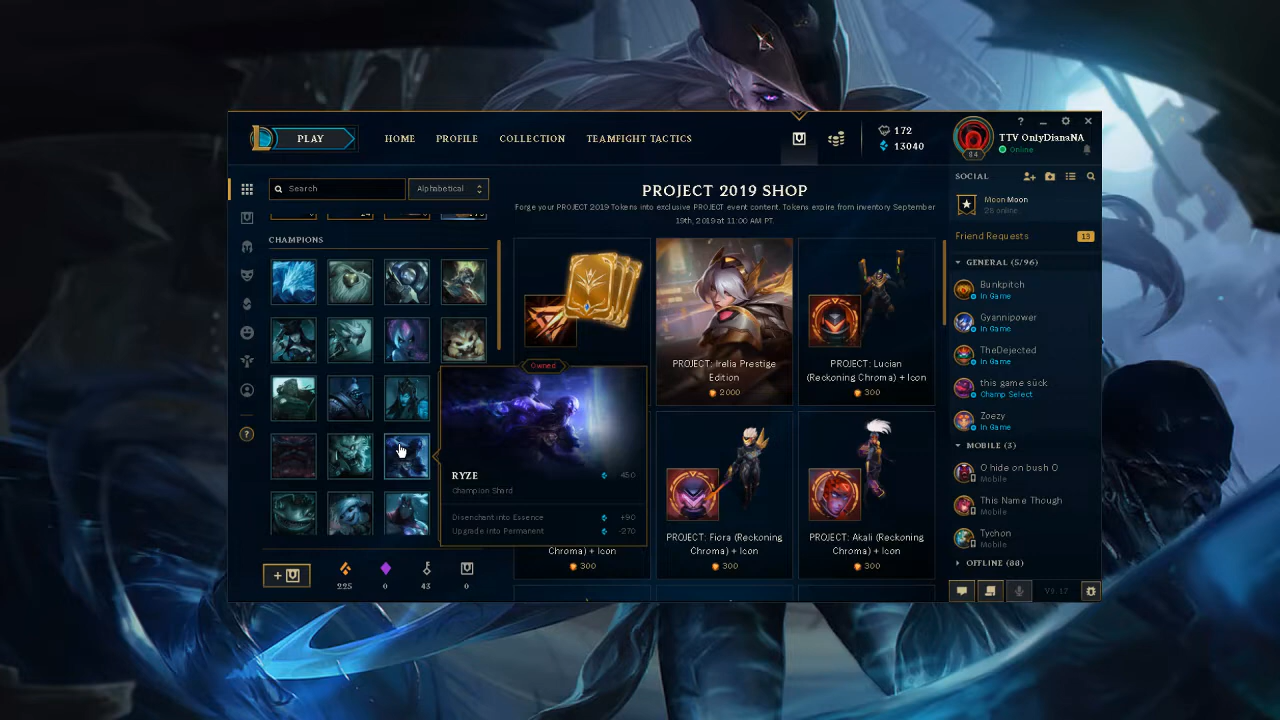 PLAY
HOME
PROFILE
COLLECTION
TEAMFIGHT TACTICS
172
13040
?
TTV OnlyDianaNA
Online
84
Search
Alphabetical
PROJECT 2019 SHOP
Forge your PROJECT 2019 Tokens into exclusive PROJECT event content. Tokens expire from inventory September
19th, 2019 at 11:00 AM PT.
CHAMPIONS
PROJECT: Irelia Prestige
Edition
2000
PROJECT: Lucian
(Reckoning Chroma) + Icon
300
Owned
RYZE
450
Champion Shard
Disenchant into Essence
+90
Upgrade into Permanent
-270
Chroma) + Icon
300
PROJECT: Fiora (Reckoning
Chroma) + Icon
300
PROJECT: Akali (Reckoning
Chroma) + Icon
300
?
+
225
0
43
0
SOCIAL
Moon Moon
28 online
Friend Requests
13
GENERAL (5/96)
Bunkpitch
In Game
Gyannipower
In Game
TheDejected
In Game
this game sück
Champ Select
Zoezy
In Game
MOBILE (3)
O hide on bush O
Mobile
This Name Though
Mobile
Tychon
Mobile
OFFLINE (88)
V9.17